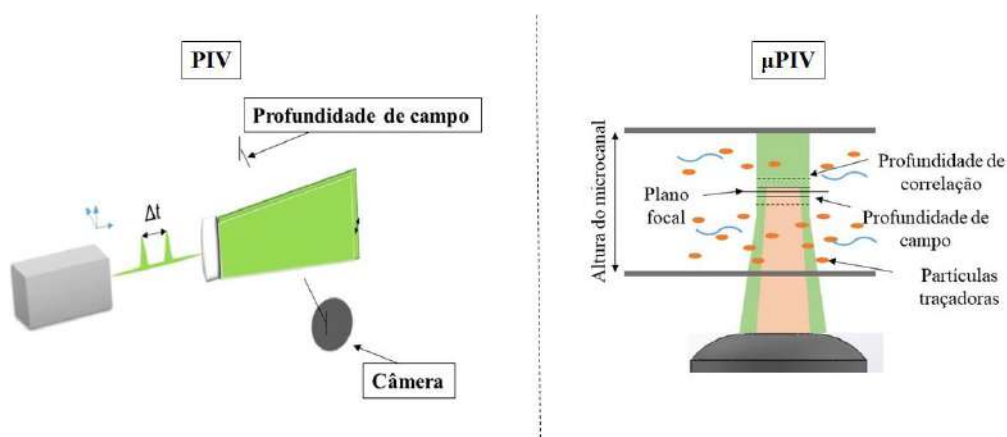 PIV
Profundidade de campo
Δt
Câmera
μPIV
Altura do microcanal
Profundidade de
correlação
Plano
focal
Profundidade de
campo
Partículas
traçadoras